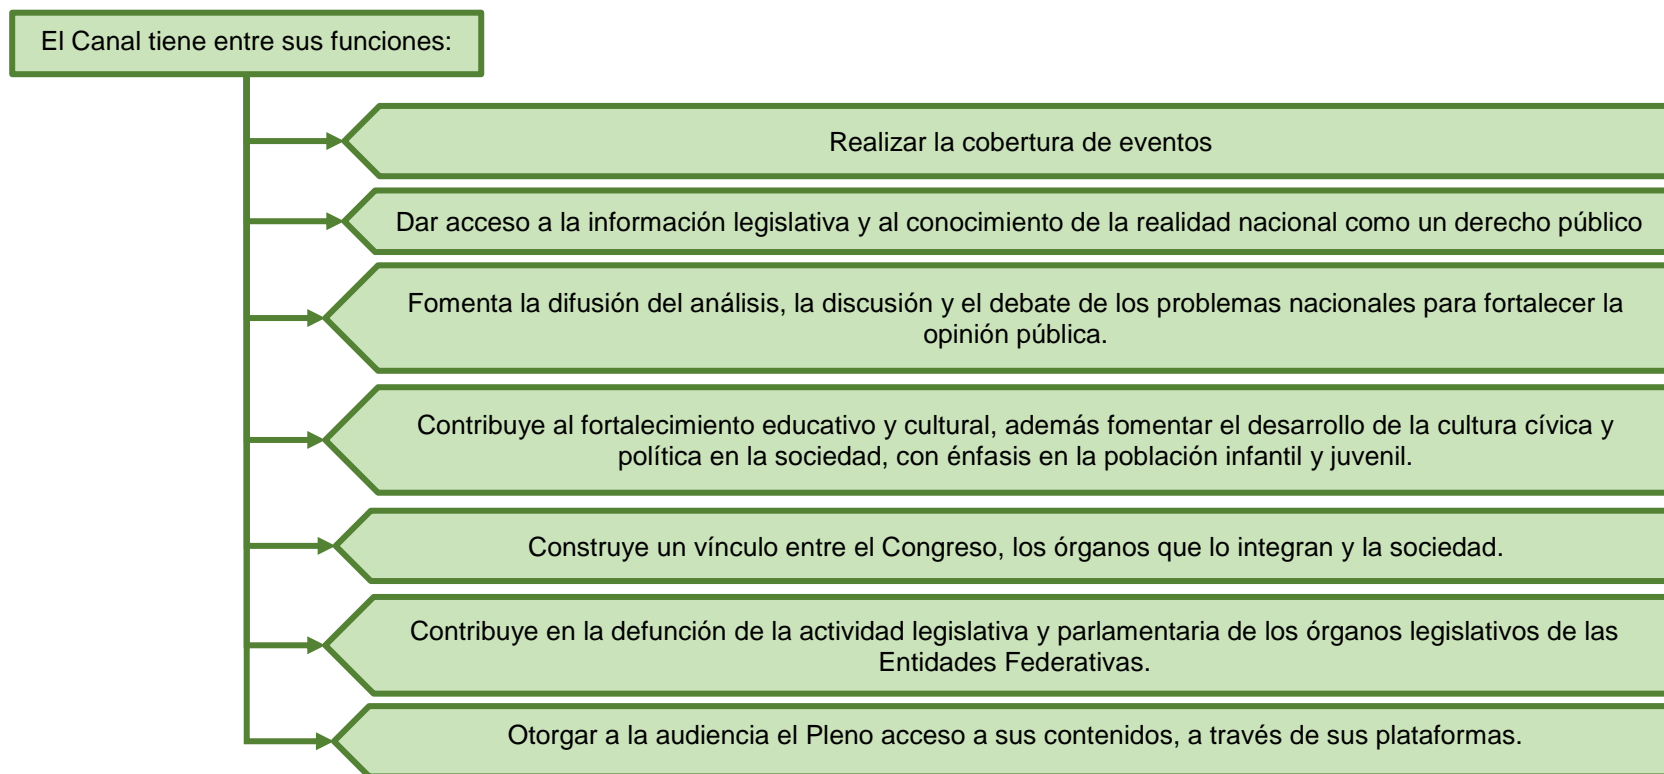 El Canal tiene entre sus funciones:
Realizar la cobertura de eventos
Dar acceso a la información legislativa y al conocimiento de la realidad nacional como un derecho público
Fomenta la difusión del análisis, la discusión y el debate de los problemas nacionales para fortalecer la
opinión pública.
Contribuye al fortalecimiento educativo y cultural, además fomentar el desarrollo de la cultura cívica y
política en la sociedad, con énfasis en la población infantil y juvenil.
Construye un vínculo entre el Congreso, los órganos que lo integran y la sociedad.
Contribuye en la defunción de la actividad legislativa y parlamentaria de los órganos legislativos de las
Entidades Federativas.
Otorgar a la audiencia el Pleno acceso a sus contenidos, a través de sus plataformas.